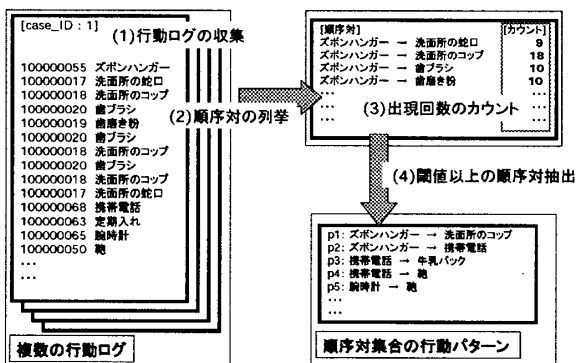 [case_ID : 1]
(1)行動ログの収集
100000055 ズボンハンガー
100000017 洗面所の蛇口
100000018 洗面所のコップ
100000020 歯ブラシ
100000019 歯磨き粉
100000020 歯ブラシ
100000018 洗面所のコップ
100000020 歯ブラシ
100000018 洗面所のコップ
100000017 洗面所の蛇口
100000068 携帯電話
100000063 定期入れ
100000065 腕時計
100000050 鞄
...
...
複数の行動ログ
(2)順序対の列挙
[順序対] [カウント]
ズボンハンガー → 洗面所の蛇口 9
ズボンハンガー → 洗面所のコップ 18
ズボンハンガー → 歯ブラシ 10
ズボンハンガー → 歯磨き粉 10
... ...
... ...
(3)出現回数のカウント
(4)閾値以上の順序対抽出
p1: ズボンハンガー → 洗面所のコップ
p2: ズボンハンガー → 携帯電話
p3: 携帯電話 → 牛乳パック
p4: 携帯電話 → 鞄
p5: 腕時計 → 鞄
...
...
順序対集合の行動パターン